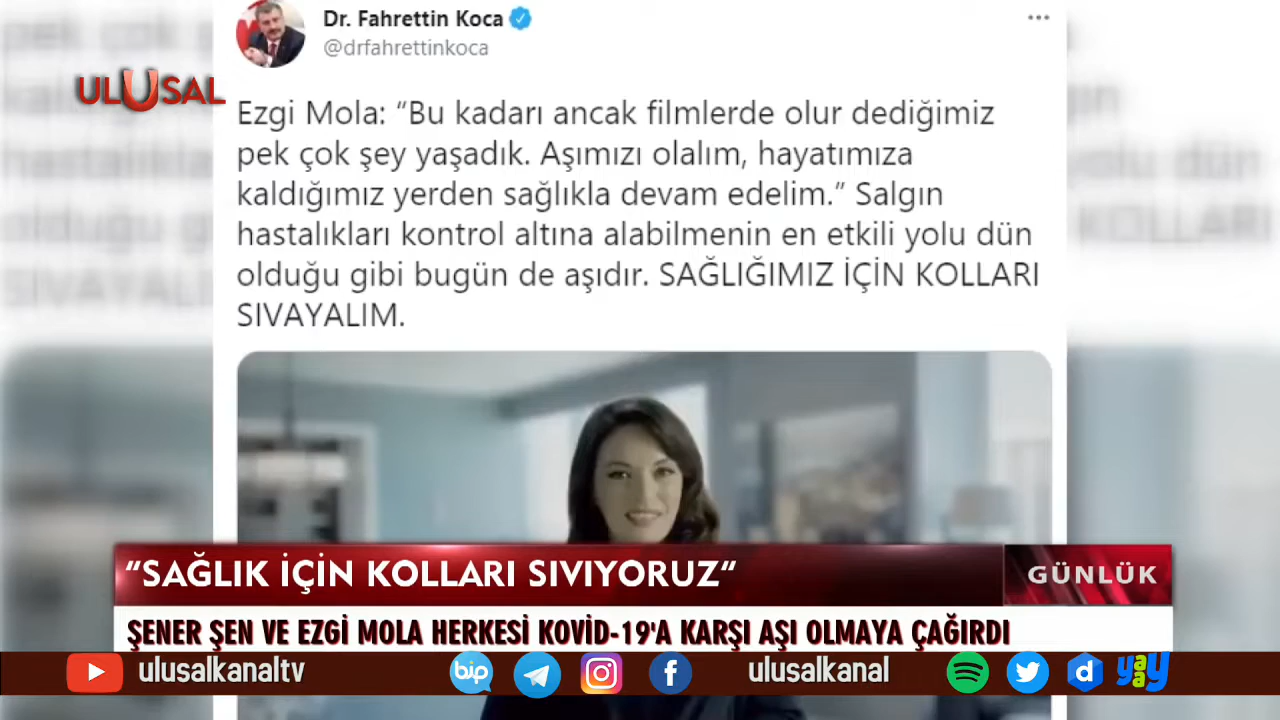 Dr. Fahrettin Koca
@drfahrettinkoca
ULUSAL
Ezgi Mola: “Bu kadarı ancak filmlerde olur dediğimiz
pek çok şey yaşadık. Aşımızı olalım, hayatımıza
kaldığımız yerden sağlıkla devam edelim.” Salgın
hastalıkları kontrol altına alabilmenin en etkili yolu dün
olduğu gibi bugün de aşıdır. SAĞLIĞIMIZ İÇİN KOLLARI
SIVAYALIM.
“SAĞLIK İÇİN KOLLARI SIVIYORUZ“
GÜNLÜK
ŞENER ŞEN VE EZGİ MOLA HERKESİ KOVİD-19'A KARŞI AŞI OLMAYA ÇAĞIRDI
ulusalkanaltv
bip
ulusalkanal
d
yaay